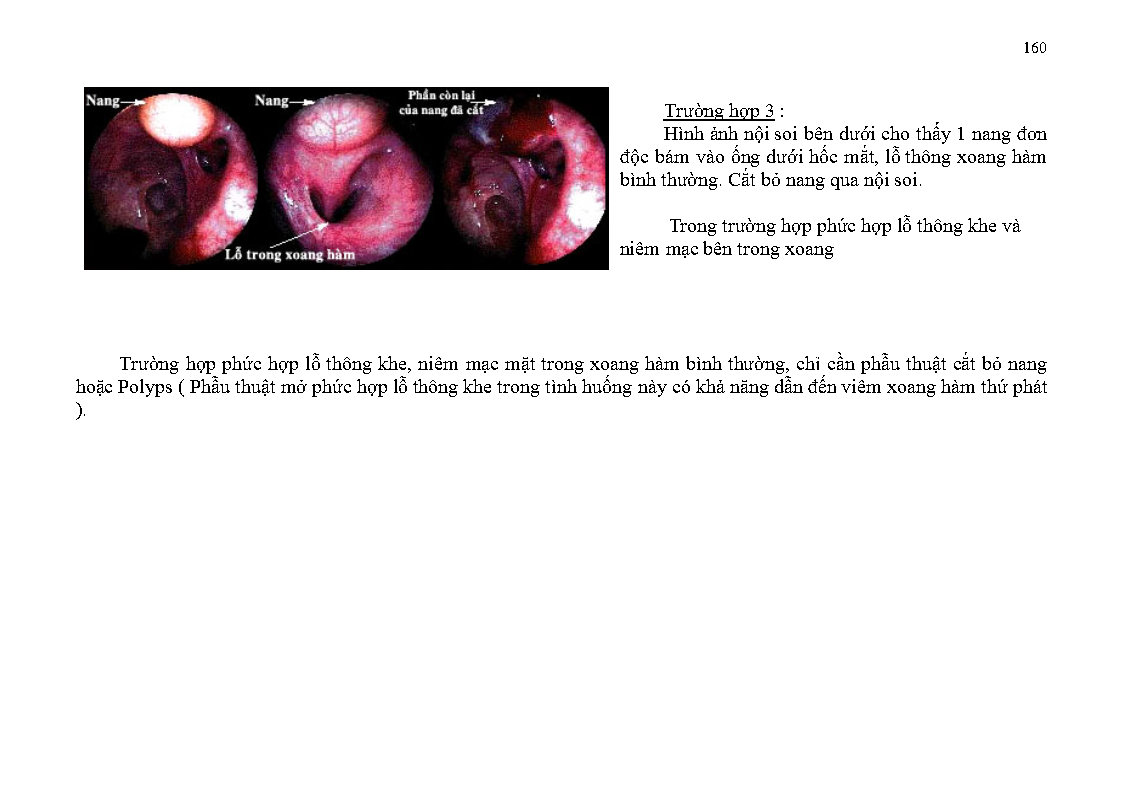 160
Nang
Nang
Phần còn lại
của nang đã cắt
Lỗ trong xoang hàm
Trường hợp 3 :
Hình ảnh nội soi bên dưới cho thấy 1 nang đơn
độc bám vào ống dưới hốc mắt, lỗ thông xoang hàm
bình thường. Cắt bỏ nang qua nội soi.
Trong trường hợp phức hợp lỗ thông khe và
niêm mạc bên trong xoang
Trường hợp phức hợp lỗ thông khe, niêm mạc mặt trong xoang hàm bình thường, chỉ cần phẫu thuật cắt bỏ nang
hoặc Polyps ( Phẫu thuật mở phức hợp lỗ thông khe trong tình huống này có khả năng dẫn đến viêm xoang hàm thứ phát
).